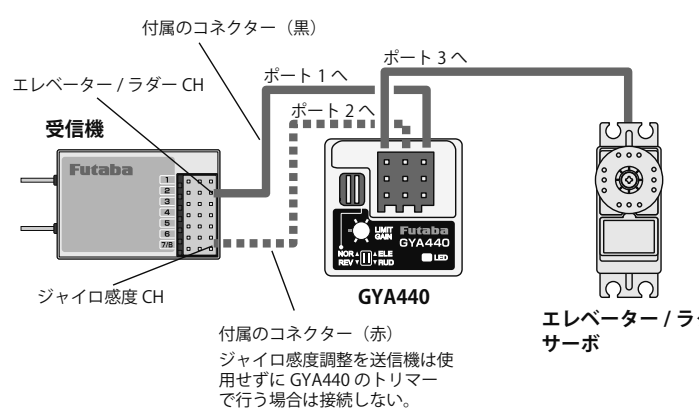 付属のコネクター（黒）
ポート 3 へ
エレベーター / ラダー CH
ポート 1 へ
ポート 2 へ
受信機
Futaba
1
2
3
4
5
6
7/8
LIMIT
GAIN
Futaba
GYA440
NOR ELE
REV RUD
LED
ジャイロ感度 CH
GYA440
付属のコネクター（赤）
ジャイロ感度調整を送信機は使
用せずに GYA440 のトリマー
で行う場合は接続しない。
エレベーター / ラ
サーボ